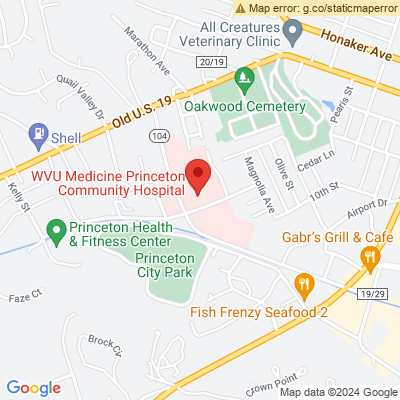 Map error: g.co/staticmaperror
All Creatures
Veterinary Clinic
Honaker Ave
Marathon Ave
20/19
Quail Valley Dr
Old U.S. 19
Oakwood Cemetery
Pearis St
Shell
104
WVU Medicine Princeton
Community Hospital
Cedar Ln
Olive St
Magnolia Ave
10th St
Kelly St
Airport Dr
Princeton Health
& Fitness Center
Princeton
City Park
Gabr's Grill & Cafe
19/29
Faze Ct
Fish Frenzy Seafood 2
Brock Cir
Crown Point
Google
Map data ©2024 Google